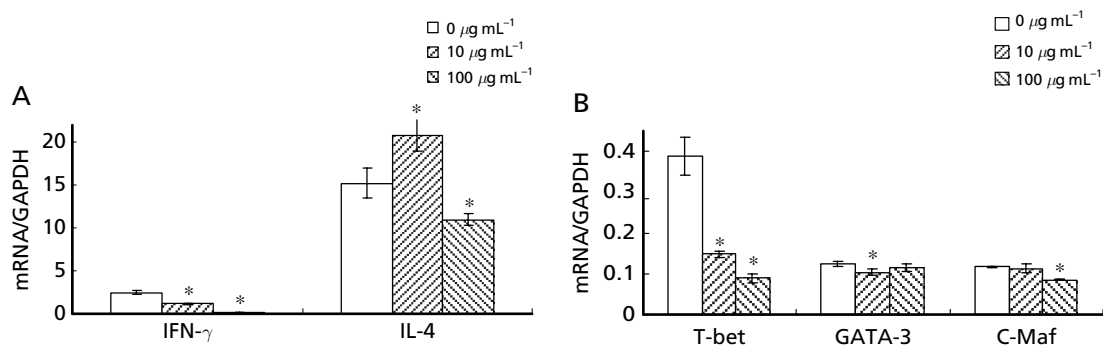 A
0 μg mL⁻¹
10 μg mL⁻¹
100 μg mL⁻¹
mRNA/GAPDH
20
15
10
5
0
*
*
*
*
IFN-γ
IL-4
B
0 μg mL⁻¹
10 μg mL⁻¹
100 μg mL⁻¹
mRNA/GAPDH
0.4
0.3
0.2
0.1
0
*
*
*
*
T-bet
GATA-3
C-Maf